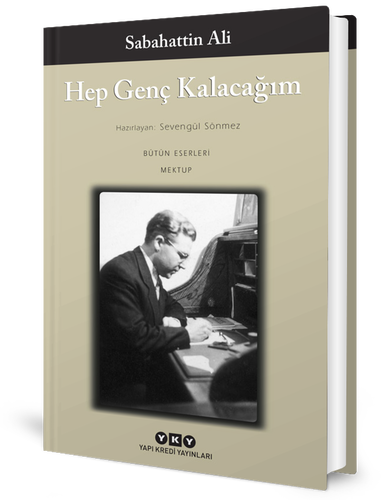 Sabahattin Ali
Hep Genç Kalacağım
Hazırlayan: Sevengül Sönmez
BÜTÜN ESERLERİ
MEKTUP
YKY
YAPI KREDİ YAYINLARI